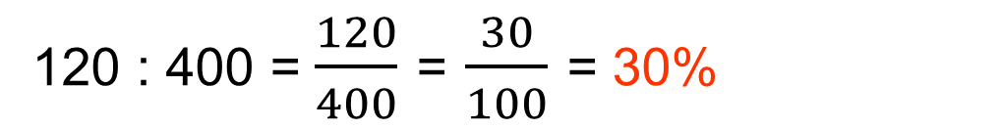 120 : 400 = 120/400 = 30/100 = 30%